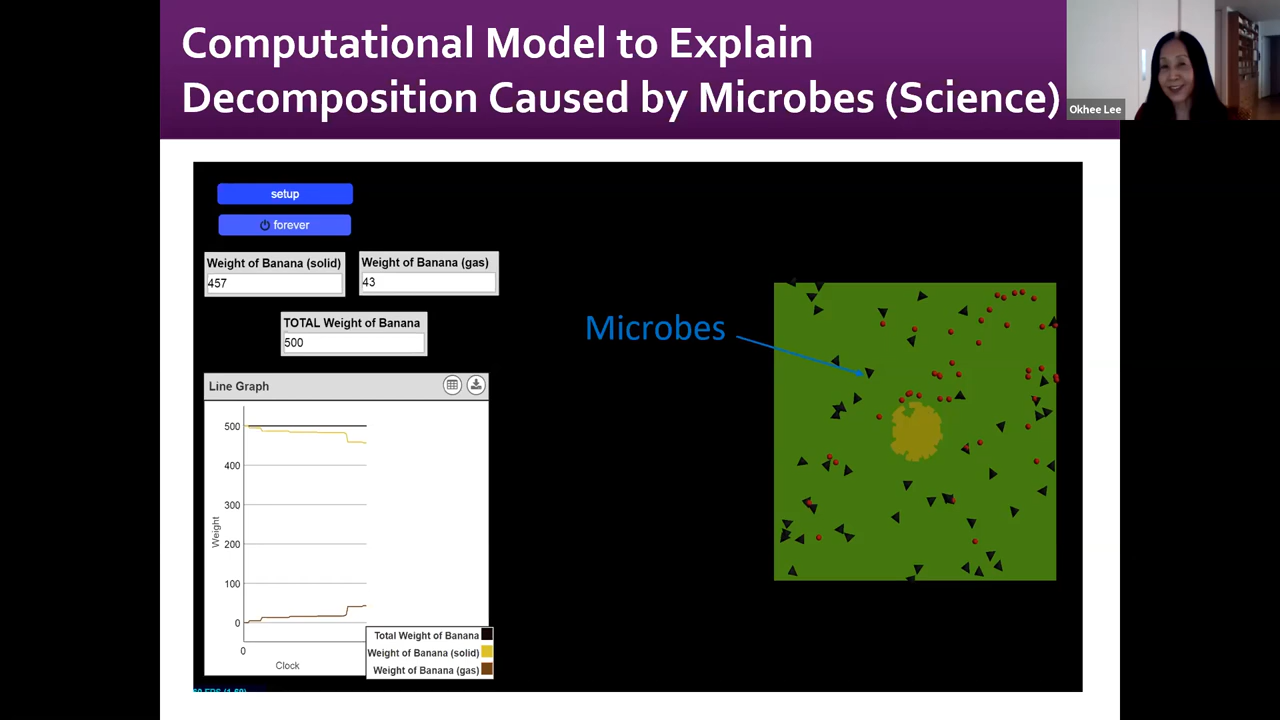 Computational Model to Explain
Decomposition Caused by Microbes (Science)
Okhee Lee
setup
forever
Weight of Banana (solid)
457
Weight of Banana (gas)
43
TOTAL Weight of Banana
500
Microbes
Line Graph
500
400
300
200
100
0
Weight
0
Clock
Total Weight of Banana
Weight of Banana (solid)
Weight of Banana (gas)